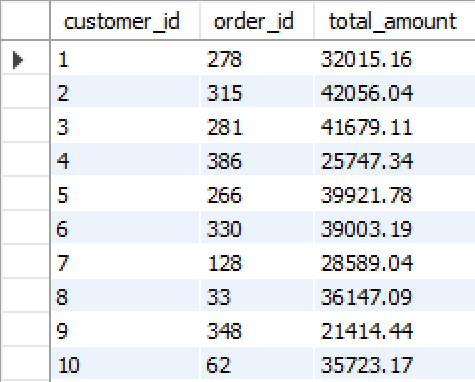 customer_id order_id total_amount
1 278 32015.16
2 315 42056.04
3 281 41679.11
4 386 25747.34
5 266 39921.78
6 330 39003.19
7 128 28589.04
8 33 36147.09
9 348 21414.44
10 62 35723.17